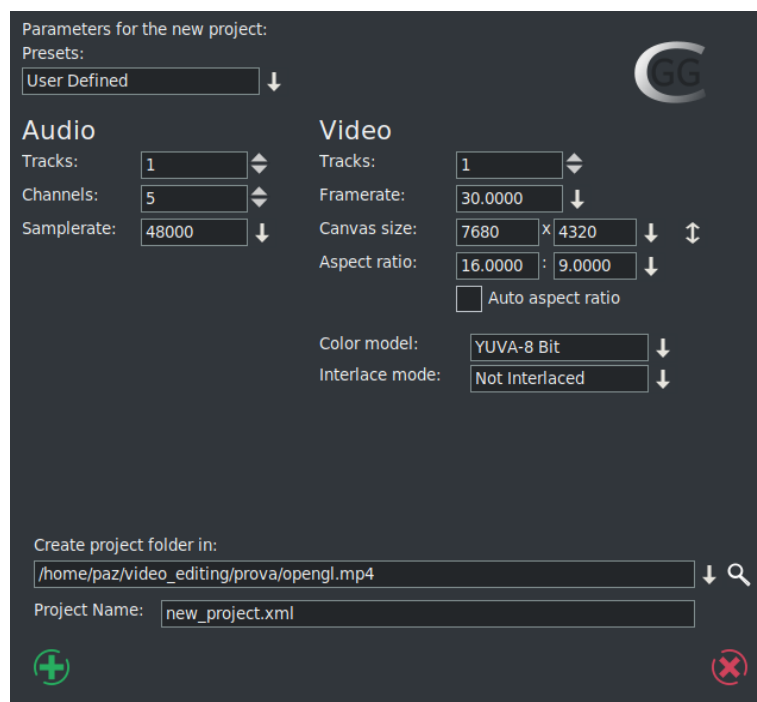 Parameters for the new project:
Presets:
User Defined
GG
Audio
Tracks: 1
Channels: 5
Samplerate: 48000
Video
Tracks: 1
Framerate: 30.0000
Canvas size: 7680 x 4320
Aspect ratio: 16.0000 : 9.0000
Auto aspect ratio
Color model: YUVA-8 Bit
Interlace mode: Not Interlaced
Create project folder in:
/home/paz/video_editing/prova/opengl.mp4
Project Name: new_project.xml